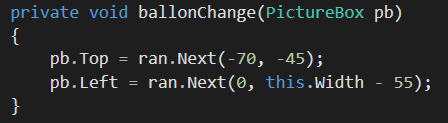 private void ballonChange(PictureBox pb)
{
    pb.Top = ran.Next(-70, -45);
    pb.Left = ran.Next(0, this.Width - 55);
}